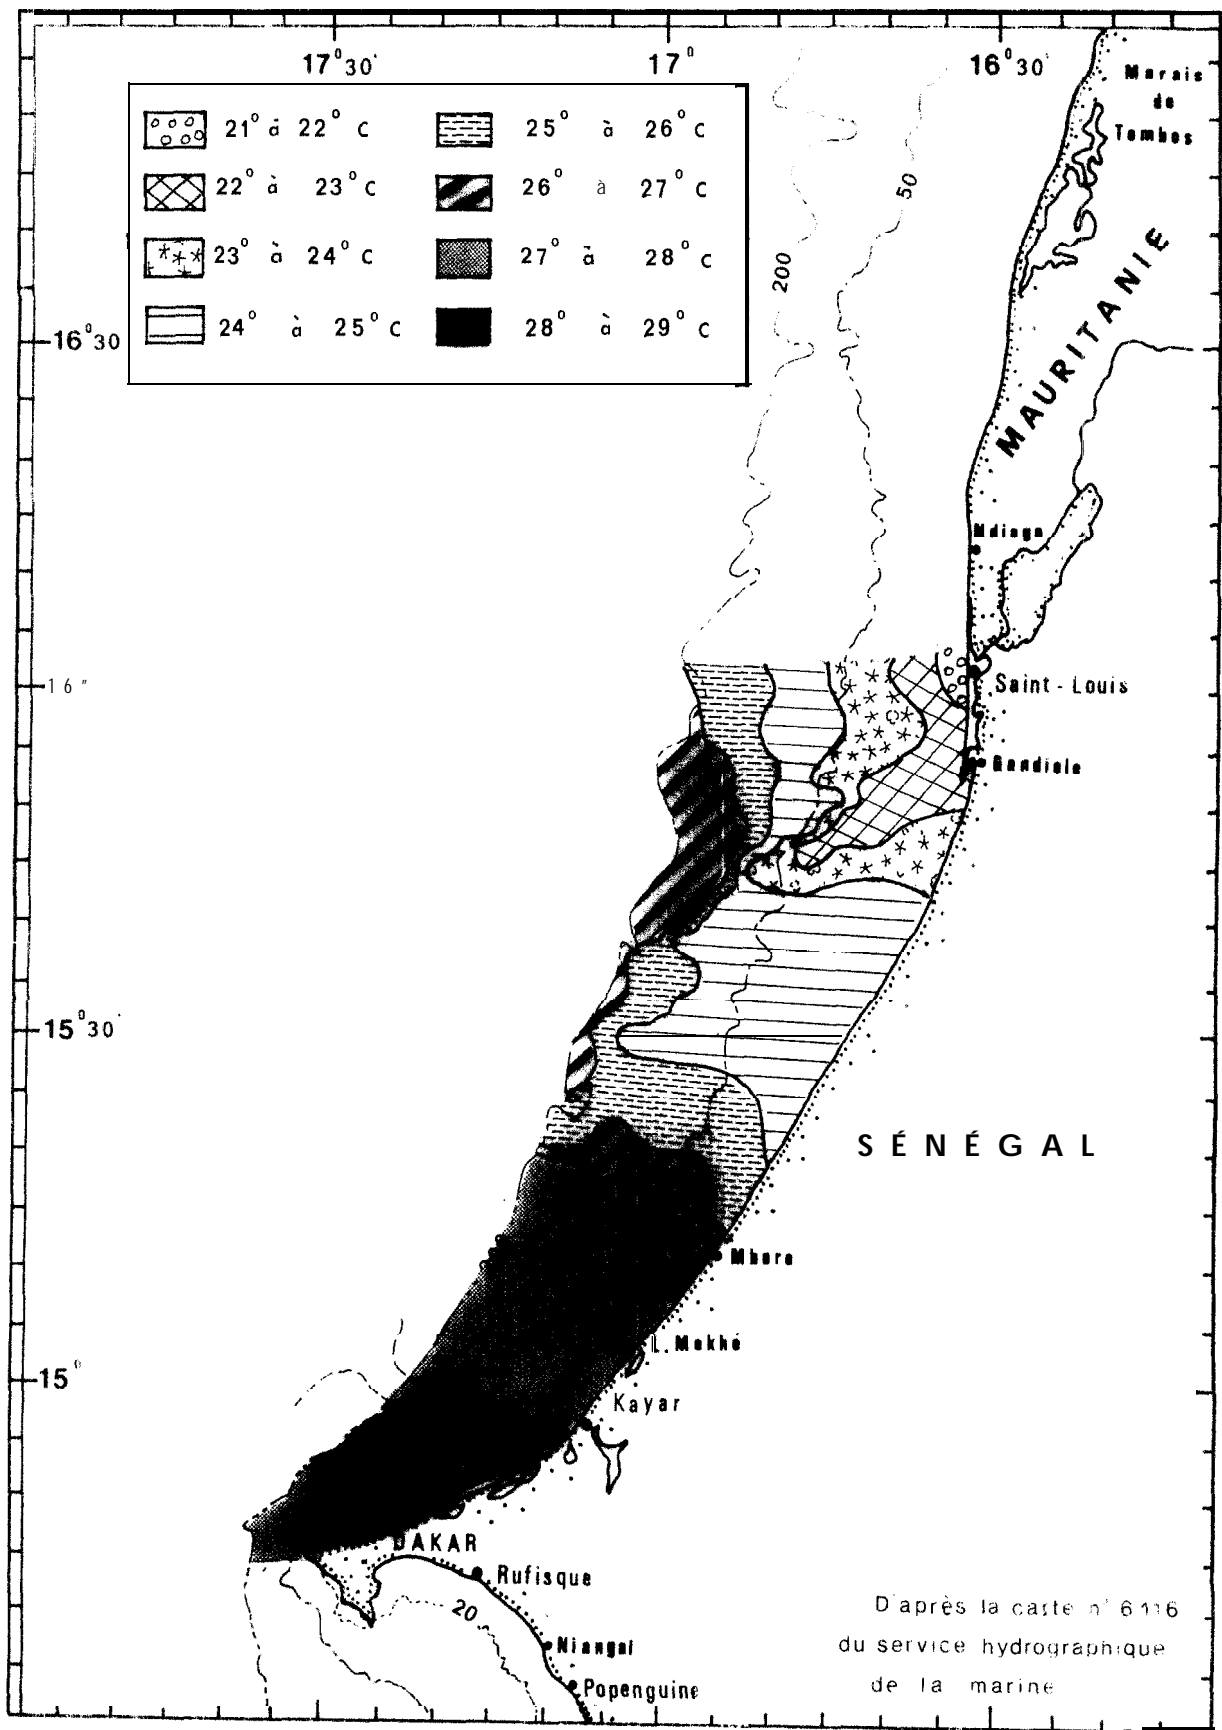 17°30' 17° 16°30'
21° à 22° C
22° à 23° C
23° à 24° C
24° à 25° C
25° à 26° C
26° à 27° C
27° à 28° C
28° à 29° C
200
50
Marais
de
Tombos
MAURITANIE
16°30
Mdiago
16°
Saint-Louis
Gandiole
15°30'
SÉNÉGAL
Mboro
L. Mekhé
15°
Kayar
DAKAR
Rufisque
20
Niangal
Popenguine
D'après la carte n° 6116
du service hydrographique
de la marine